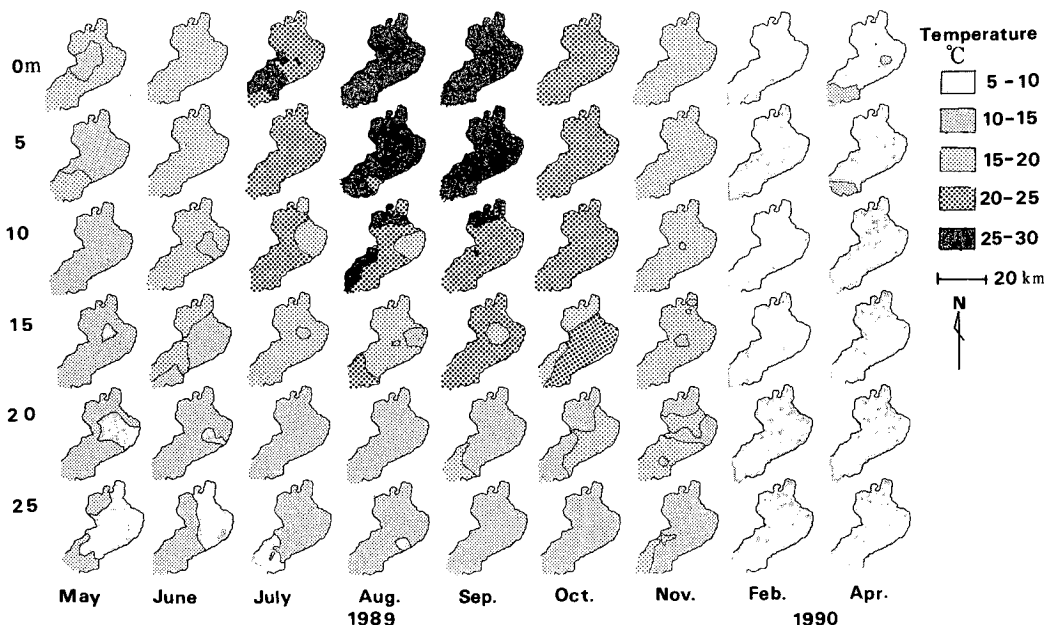 Temperature
℃
5 - 10
10-15
15-20
20-25
25-30
20 km
N
0m
5
10
15
20
25
May June July Aug. Sep. Oct. Nov. Feb. Apr.
1989 1990